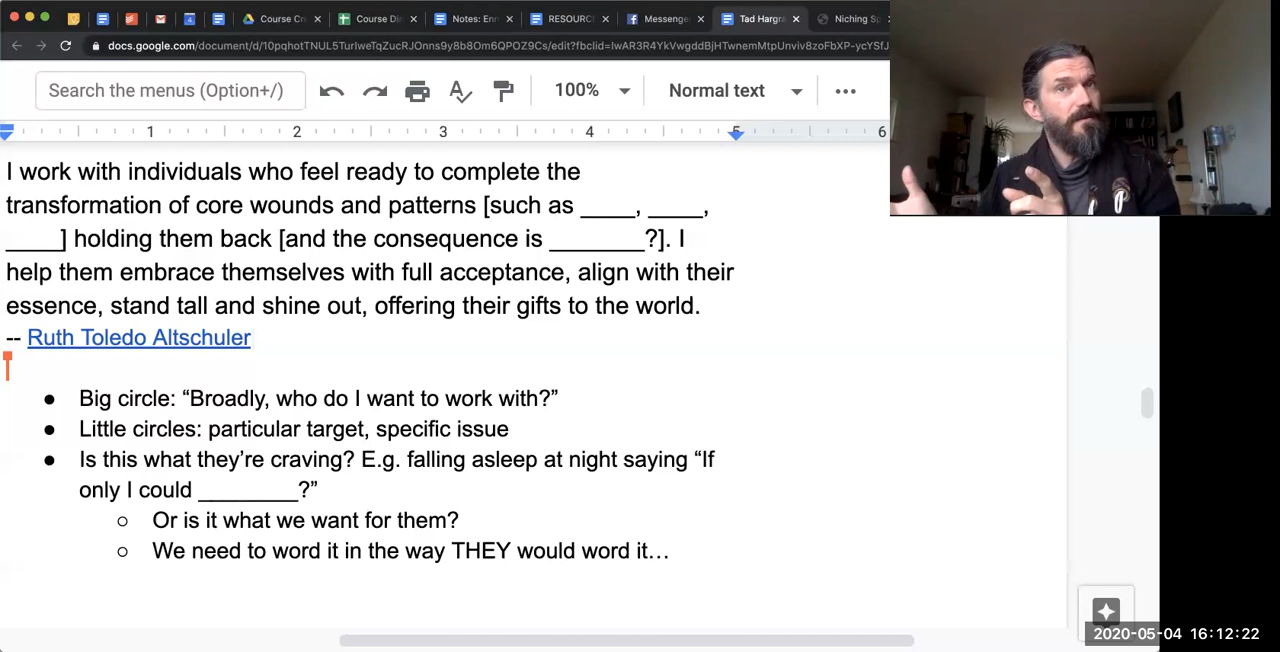 Course Cr
Course Di
Notes: Enn
RESOURC
Messenge
Tad Hargra
Niching Sp
docs.google.com/document/d/10pqhotTNUL5TurIweTqZucRJOnns9y8b8Om6QPOZ9Cs/edit?fbclid=IwAR3R4YkVwgddBjHTwnemMtpUnviv8zoFbXP-ycYSfJ
Search the menus (Option+/)
100%
Normal text
1 2 3 4 5 6
I work with individuals who feel ready to complete the
transformation of core wounds and patterns [such as ____, ____,
____] holding them back [and the consequence is _______?]. I
help them embrace themselves with full acceptance, align with their
essence, stand tall and shine out, offering their gifts to the world.
-- Ruth Toledo Altschuler
● Big circle: “Broadly, who do I want to work with?”
● Little circles: particular target, specific issue
● Is this what they’re craving? E.g. falling asleep at night saying “If
only I could ________?”
○ Or is it what we want for them?
○ We need to word it in the way THEY would word it…
2020-05-04 16:12:22